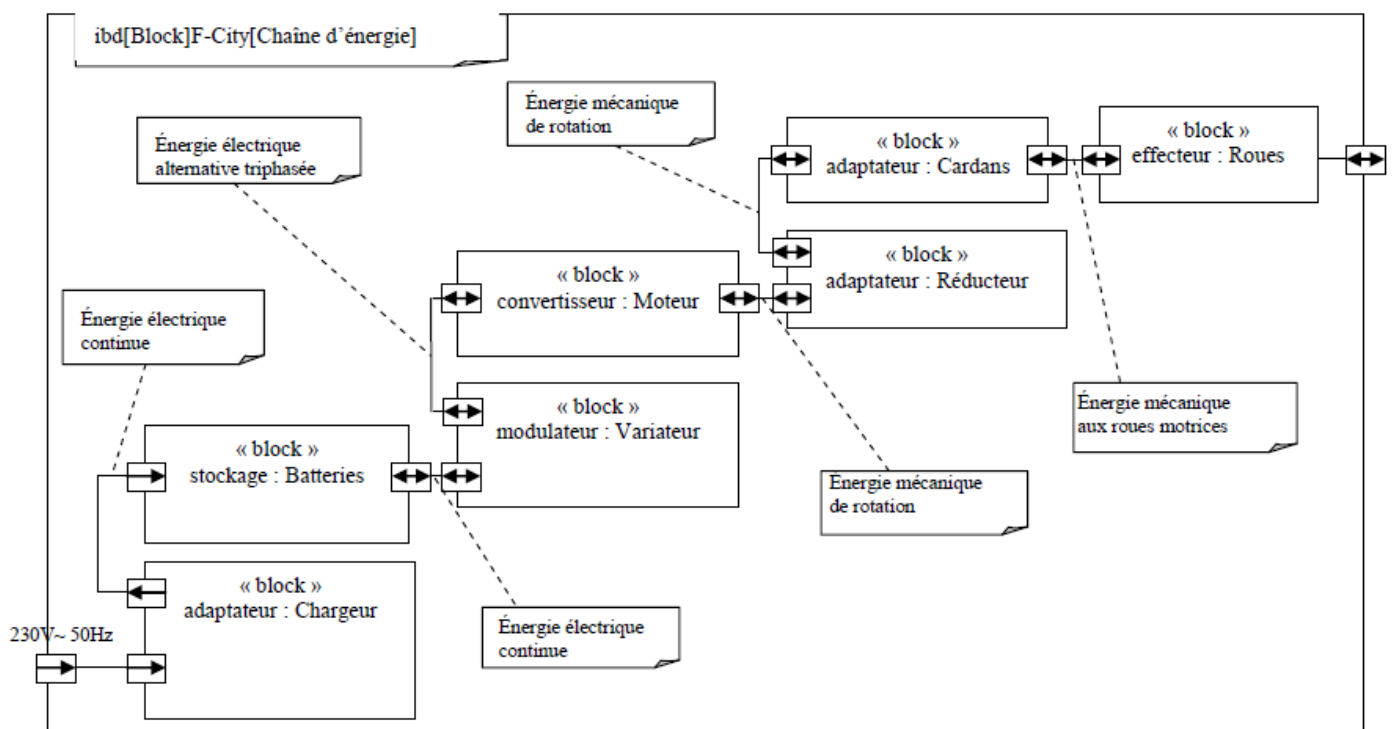 ibd[Block]F-City[Chaîne d’énergie]
Énergie mécanique
de rotation
Énergie électrique
alternative triphasée
« block »
adaptateur : Cardans
« block »
effecteur : Roues
« block »
convertisseur : Moteur
« block »
adaptateur : Réducteur
Énergie électrique
continue
« block »
modulateur : Variateur
Énergie mécanique
aux roues motrices
« block »
stockage : Batteries
Énergie mécanique
de rotation
« block »
adaptateur : Chargeur
Énergie électrique
continue
230V~ 50Hz